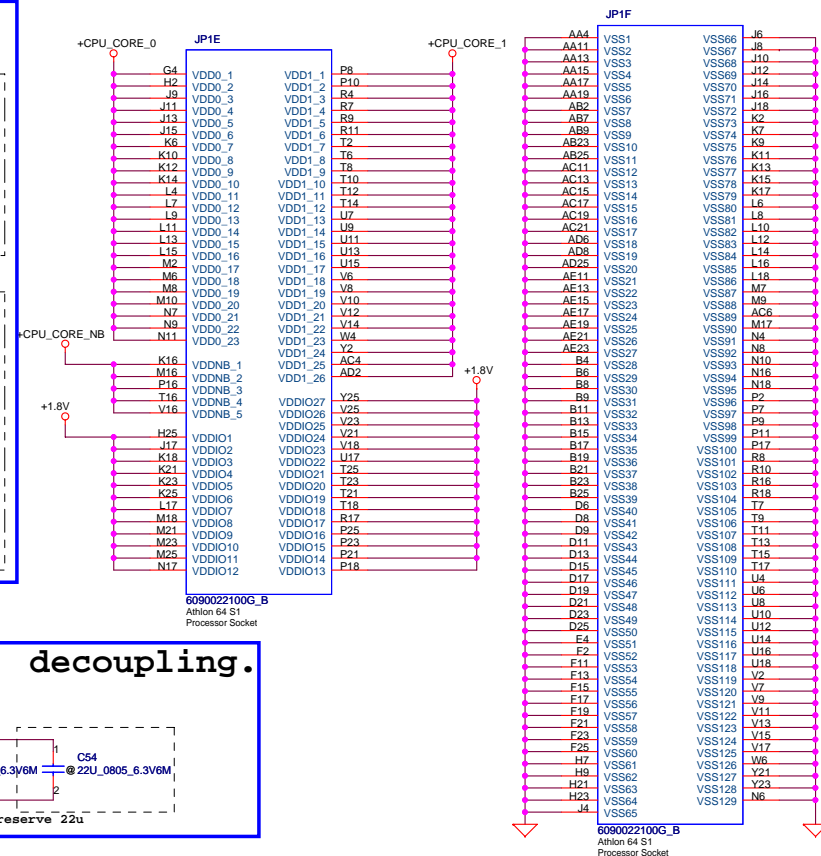 JP1E
+CPU_CORE_0
+CPU_CORE_1
G4 VDD0_1 VDD1_1 P8
H2 VDD0_2 VDD1_2 P10
J9 VDD0_3 VDD1_3 R4
J11 VDD0_4 VDD1_4 R7
J13 VDD0_5 VDD1_5 R9
J15 VDD0_6 VDD1_6 R11
K6 VDD0_7 VDD1_7 T2
K10 VDD0_8 VDD1_8 T6
K12 VDD0_9 VDD1_9 T8
K14 VDD0_10 VDD1_10 T10
L4 VDD0_11 VDD1_11 T12
L7 VDD0_12 VDD1_12 T14
L9 VDD0_13 VDD1_13 U7
L11 VDD0_14 VDD1_14 U9
L13 VDD0_15 VDD1_15 U11
L15 VDD0_16 VDD1_16 U13
M2 VDD0_17 VDD1_17 U15
M6 VDD0_18 VDD1_18 V6
M8 VDD0_19 VDD1_19 V8
M10 VDD0_20 VDD1_20 V10
N7 VDD0_21 VDD1_21 V12
N9 VDD0_22 VDD1_22 V14
N11 VDD0_23 VDD1_23 W4
VDD1_24 Y2
+CPU_CORE_NB
K16 VDDNB_1 VDD1_25 AC4
M16 VDDNB_2 VDD1_26 AD2
P16 VDDNB_3
T16 VDDNB_4 VDDIO27 Y25
V16 VDDNB_5 VDDIO26 V25
+1.8V
+1.8V
VDDIO25 V23
H25 VDDIO1 VDDIO24 V21
J17 VDDIO2 VDDIO23 V18
K18 VDDIO3 VDDIO22 U17
K21 VDDIO4 VDDIO21 T25
K23 VDDIO5 VDDIO20 T23
K25 VDDIO6 VDDIO19 T21
L17 VDDIO7 VDDIO18 T18
M18 VDDIO8 VDDIO17 R17
M21 VDDIO9 VDDIO16 P25
M23 VDDIO10 VDDIO15 P23
M25 VDDIO11 VDDIO14 P21
N17 VDDIO12 VDDIO13 P18
6090022100G_B
Athlon 64 S1
Processor Socket
decoupling.
1
C54
6.3V6M
@ 22U_0805_6.3V6M
2
reserve 22u
JP1F
AA4 VSS1 VSS66 J6
AA11 VSS2 VSS67 J8
AA13 VSS3 VSS68 J10
AA15 VSS4 VSS69 J12
AA17 VSS5 VSS70 J14
AA19 VSS6 VSS71 J16
AB2 VSS7 VSS72 J18
AB7 VSS8 VSS73 K2
AB9 VSS9 VSS74 K7
AB23 VSS10 VSS75 K9
AB25 VSS11 VSS76 K11
AC11 VSS12 VSS77 K13
AC13 VSS13 VSS78 K15
AC15 VSS14 VSS79 K17
AC17 VSS15 VSS80 L6
AC19 VSS16 VSS81 L8
AC21 VSS17 VSS82 L10
AD6 VSS18 VSS83 L12
AD8 VSS19 VSS84 L14
AD25 VSS20 VSS85 L16
AE11 VSS21 VSS86 L18
AE13 VSS22 VSS87 M7
AE15 VSS23 VSS88 M9
AE17 VSS24 VSS89 AC6
AE19 VSS25 VSS90 M17
AE21 VSS26 VSS91 N4
AE23 VSS27 VSS92 N8
B4 VSS28 VSS93 N10
B6 VSS29 VSS94 N16
B8 VSS30 VSS95 N18
B9 VSS31 VSS96 P2
B11 VSS32 VSS97 P7
B13 VSS33 VSS98 P9
B15 VSS34 VSS99 P11
B17 VSS35 VSS100 P17
B19 VSS36 VSS101 R8
B21 VSS37 VSS102 R10
B23 VSS38 VSS103 R16
B25 VSS39 VSS104 R18
D6 VSS40 VSS105 T7
D8 VSS41 VSS106 T9
D9 VSS42 VSS107 T11
D11 VSS43 VSS108 T13
D13 VSS44 VSS109 T15
D15 VSS45 VSS110 T17
D17 VSS46 VSS111 U4
D19 VSS47 VSS112 U6
D21 VSS48 VSS113 U8
D23 VSS49 VSS114 U10
D25 VSS50 VSS115 U12
E4 VSS51 VSS116 U14
F2 VSS52 VSS117 U16
F11 VSS53 VSS118 U18
F13 VSS54 VSS119 V2
F15 VSS55 VSS120 V7
F17 VSS56 VSS121 V9
F19 VSS57 VSS122 V11
F21 VSS58 VSS123 V13
F23 VSS59 VSS124 V15
F25 VSS60 VSS125 V17
H7 VSS61 VSS126 W6
H9 VSS62 VSS127 Y21
H21 VSS63 VSS128 Y23
H23 VSS64 VSS129 N6
J4 VSS65
6090022100G_B
Athlon 64 S1
Processor Socket